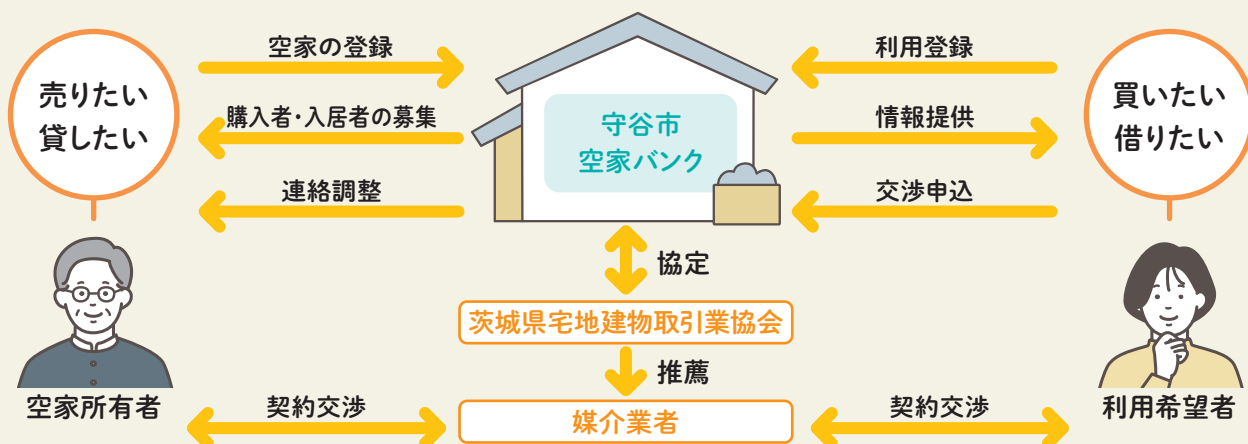 売りたい
貸したい
空家の登録
購入者・入居者の募集
連絡調整
守谷市
空家バンク
利用登録
情報提供
交渉申込
買いたい
借りたい
協定
茨城県宅地建物取引業協会
推薦
空家所有者
契約交渉
媒介業者
契約交渉
利用希望者